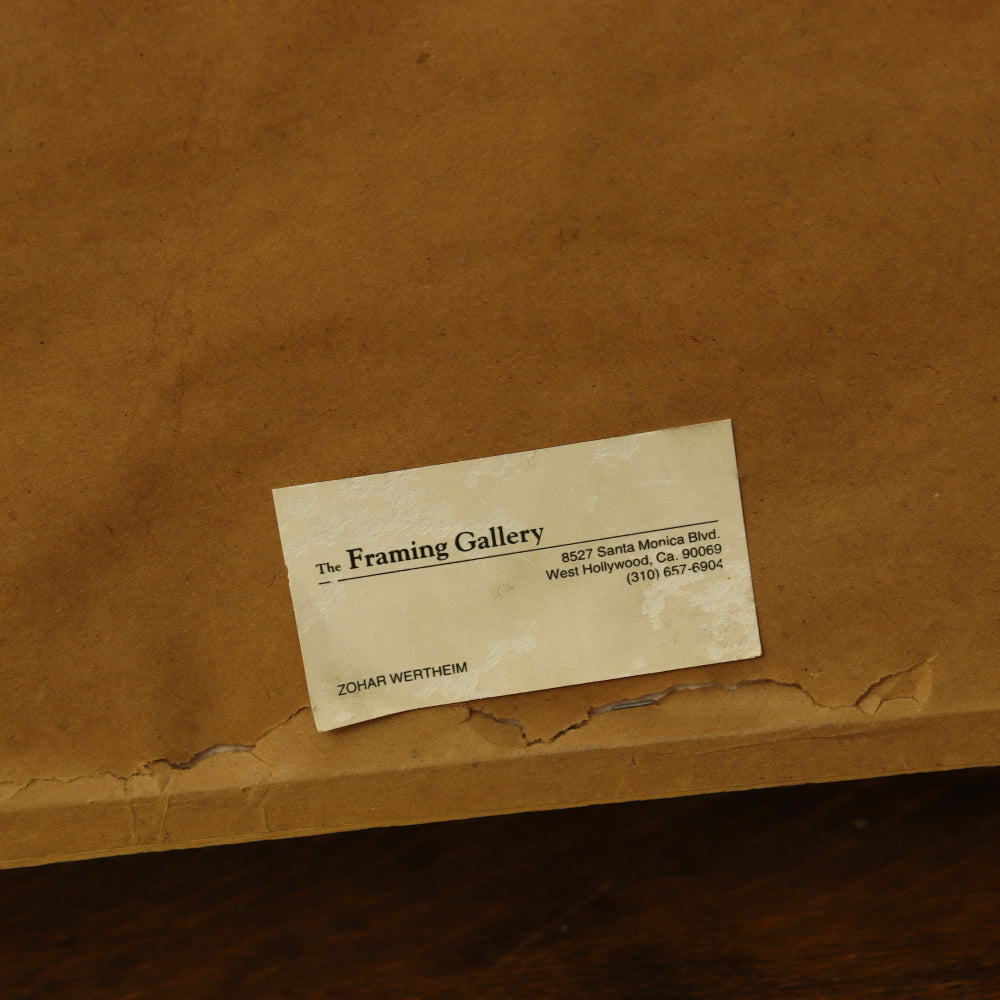 The Framing Gallery
8527 Santa Monica Blvd.
West Hollywood, Ca. 90069
(310) 657-6904
ZOHAR WERTHEIM